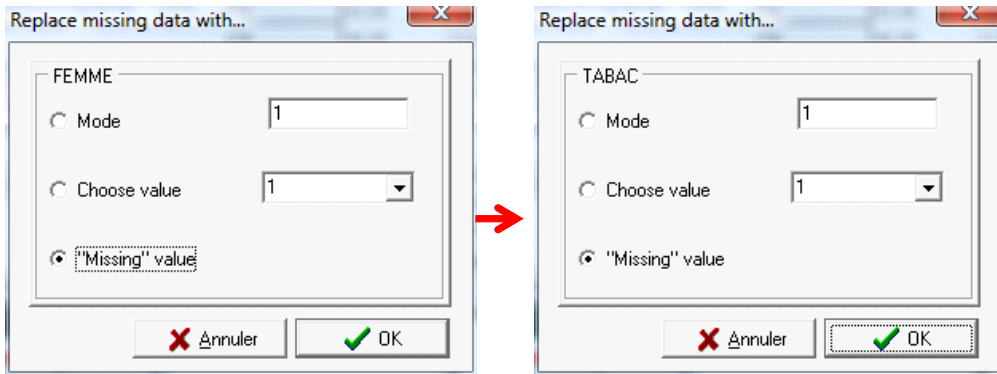 Replace missing data with...
FEMME
Mode 1
Choose value 1
"Missing" value
Annuler OK
Replace missing data with...
TABAC
Mode 1
Choose value 1
"Missing" value
Annuler OK